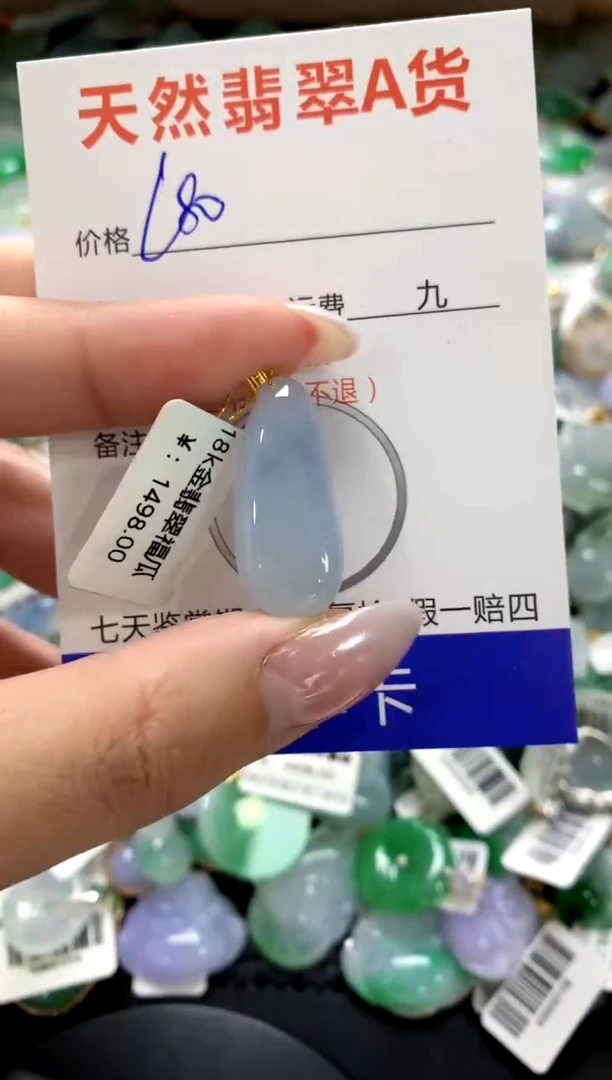 天然翡翠A货
价格 180
运费 九
不退）
备注
18K金翡翠福瓜
￥：1498.00
七天鉴赏期 假一赔四
卡